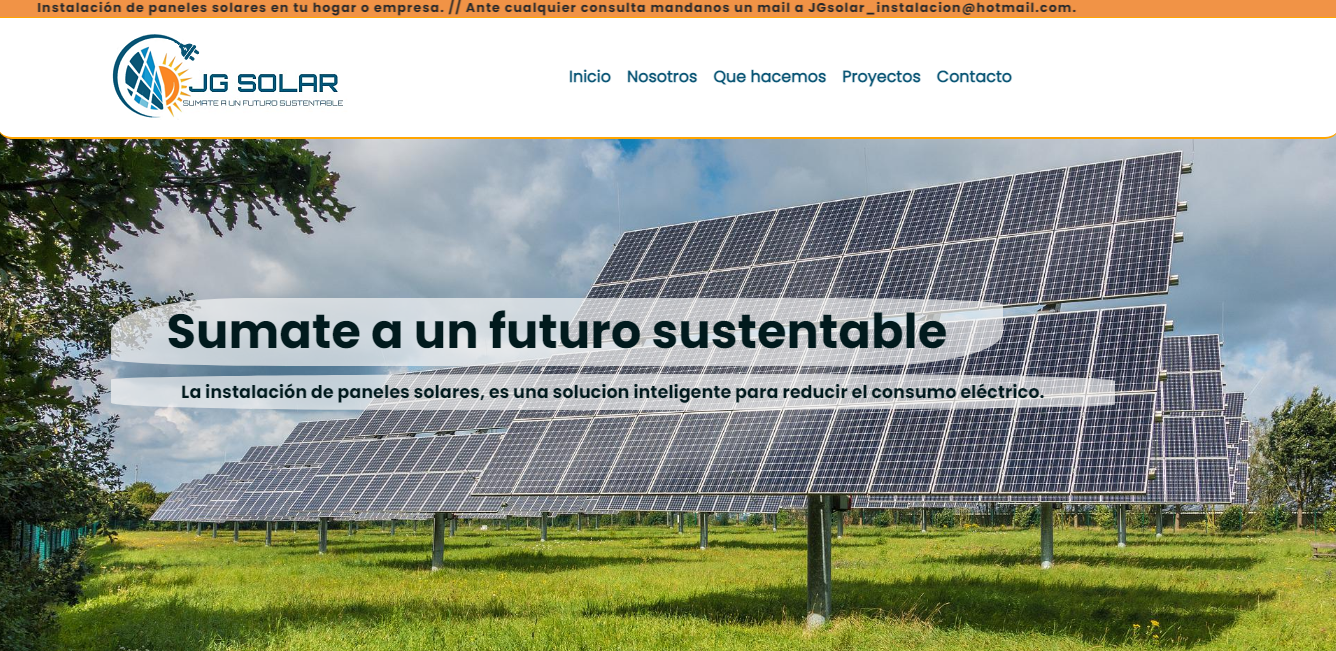 Instalación de paneles solares en tu hogar o empresa. // Ante cualquier consulta mandanos un mail a JGsolar_instalacion@hotmail.com.
JG SOLAR
SUMATE A UN FUTURO SUSTENTABLE
Inicio Nosotros Que hacemos Proyectos Contacto
Sumate a un futuro sustentable
La instalación de paneles solares, es una solucion inteligente para reducir el consumo eléctrico.